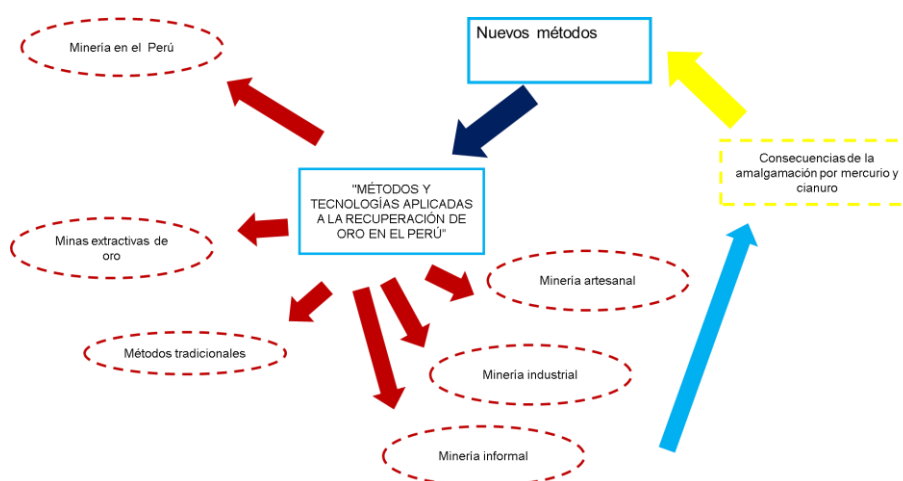 Nuevos métodos
Minería en el Perú
Consecuencias de la
amalgamación por mercurio y
cianuro
"MÉTODOS Y
TECNOLOGÍAS APLICADAS
A LA RECUPERACIÓN DE
ORO EN EL PERÚ"
Minas extractivas de
oro
Minería artesanal
Métodos tradicionales
Minería industrial
Minería informal